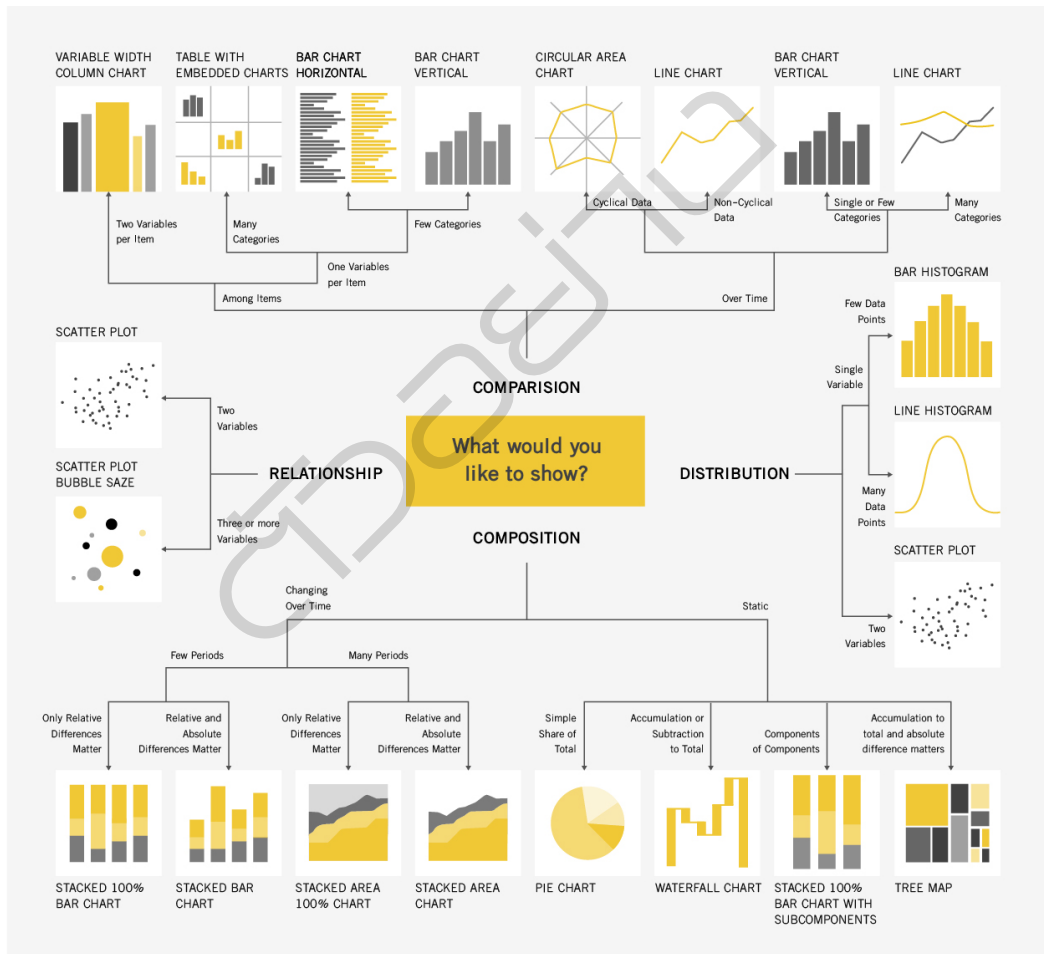 VARIABLE WIDTH
COLUMN CHART
TABLE WITH
EMBEDDED CHARTS
BAR CHART
HORIZONTAL
BAR CHART
VERTICAL
CIRCULAR AREA
CHART
LINE CHART
BAR CHART
VERTICAL
LINE CHART
Two Variables
per Item
Many
Categories
Few Categories
Cyclical Data
Non-Cyclical
Data
Single or Few
Categories
Many
Categories
One Variables
per Item
Among Items
Over Time
BAR HISTOGRAM
Few Data
Points
SCATTER PLOT
Single
Variable
COMPARISION
LINE HISTOGRAM
Two
Variables
What would you
like to show?
SCATTER PLOT
BUBBLE SAZE
RELATIONSHIP
DISTRIBUTION
Many
Data
Points
Three or more
Variables
COMPOSITION
SCATTER PLOT
Changing
Over Time
Static
Two
Variables
Few Periods
Many Periods
Only Relative
Differences
Matter
Relative and
Absolute
Differences Matter
Only Relative
Differences
Matter
Relative and
Absolute
Differences Matter
Simple
Share of
Total
Accumulation or
Subtraction
to Total
Components
of Components
Accumulation to
total and absolute
difference matters
STACKED 100%
BAR CHART
STACKED BAR
CHART
STACKED AREA
100% CHART
STACKED AREA
CHART
PIE CHART
WATERFALL CHART
STACKED 100%
BAR CHART WITH
SUBCOMPONENTS
TREE MAP